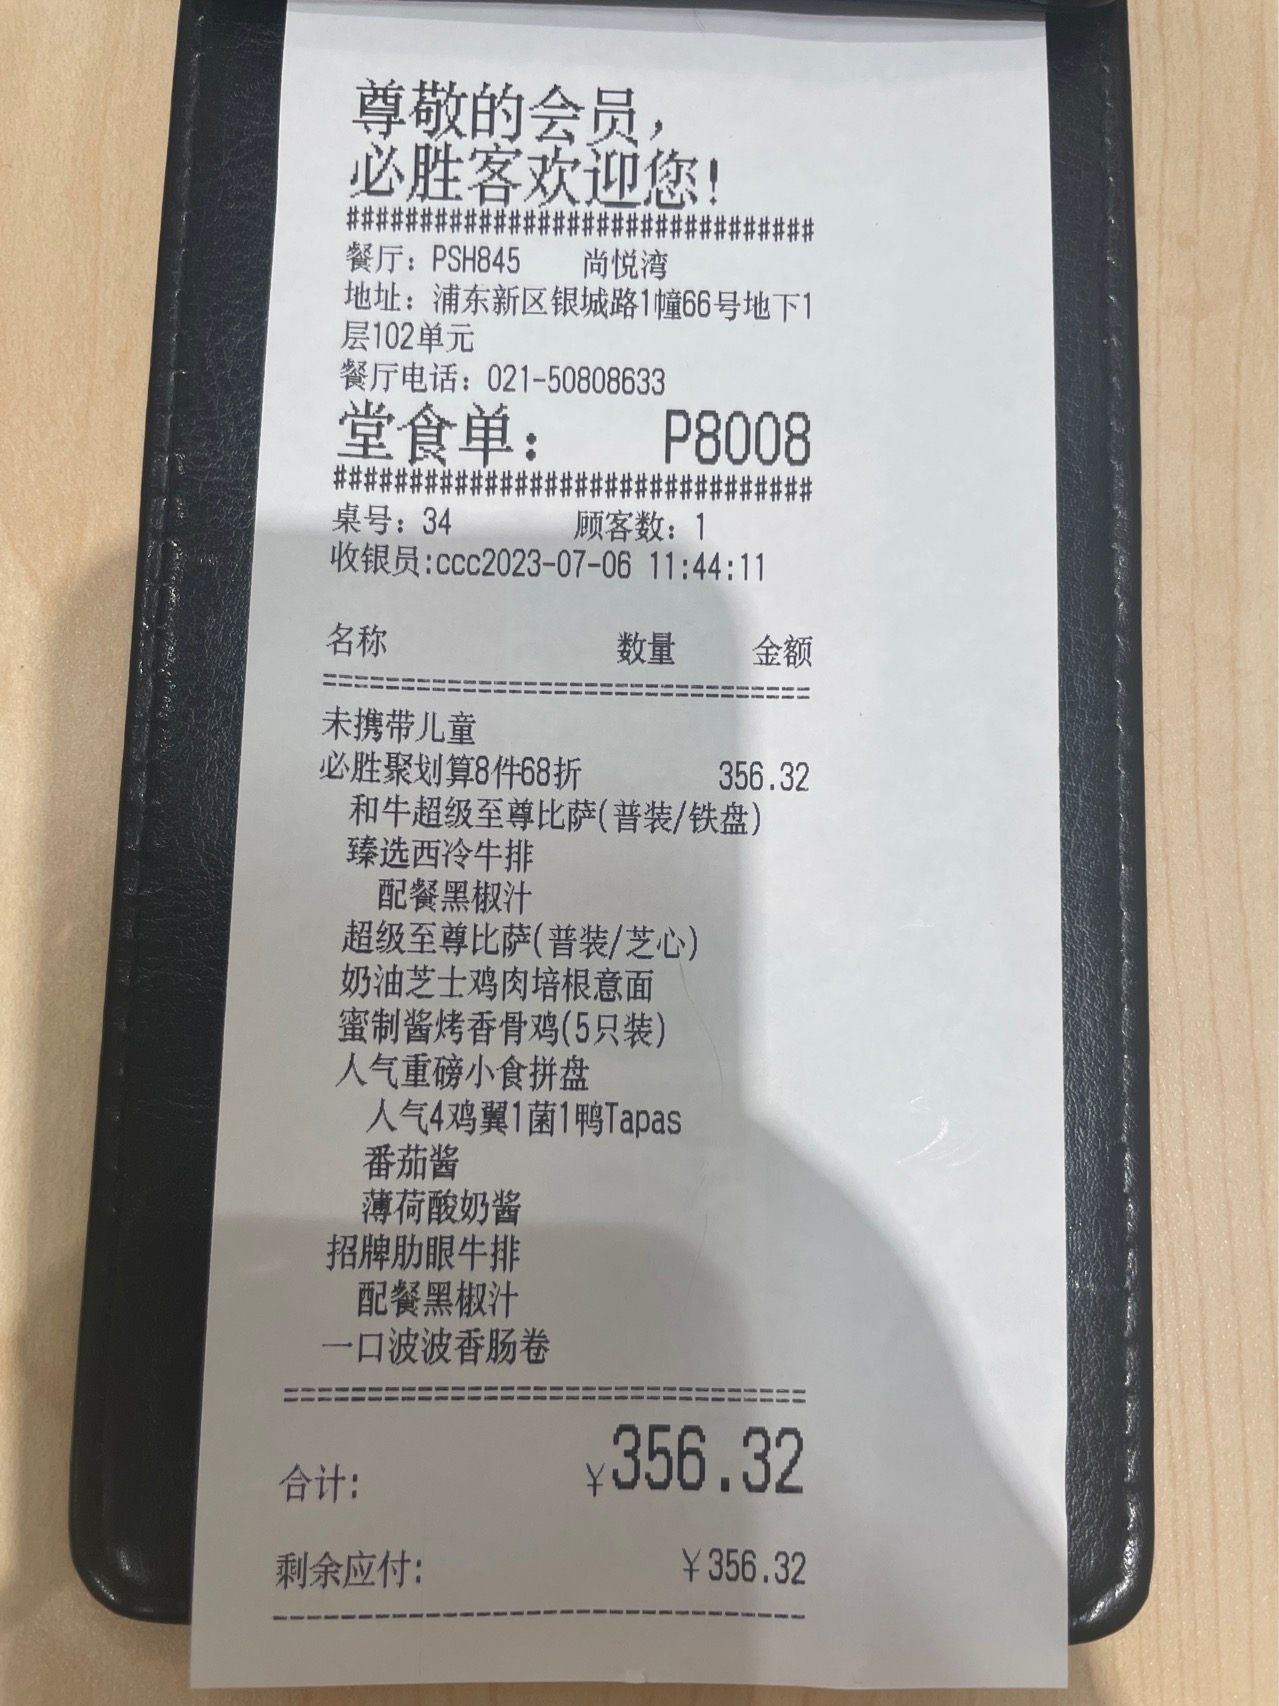 尊敬的会员，
必胜客欢迎您！
################################
餐厅：PSH845 尚悦湾
地址：浦东新区银城路1幢66号地下1
层102单元
餐厅电话：021-50808633
堂食单： P8008
################################
桌号：34 顾客数：1
收银员:ccc2023-07-06 11:44:11
名称 数量 金额
================================
未携带儿童
必胜聚划算8件68折 356.32
和牛超级至尊比萨(普装/铁盘)
臻选西冷牛排
配餐黑椒汁
超级至尊比萨(普装/芝心)
奶油芝士鸡肉培根意面
蜜制酱烤香骨鸡(5只装)
人气重磅小食拼盘
人气4鸡翼1菌1鸭Tapas
番茄酱
薄荷酸奶酱
招牌肋眼牛排
配餐黑椒汁
一口波波香肠卷
================================
合计: ￥356.32
剩余应付: ￥356.32
--------------------------------